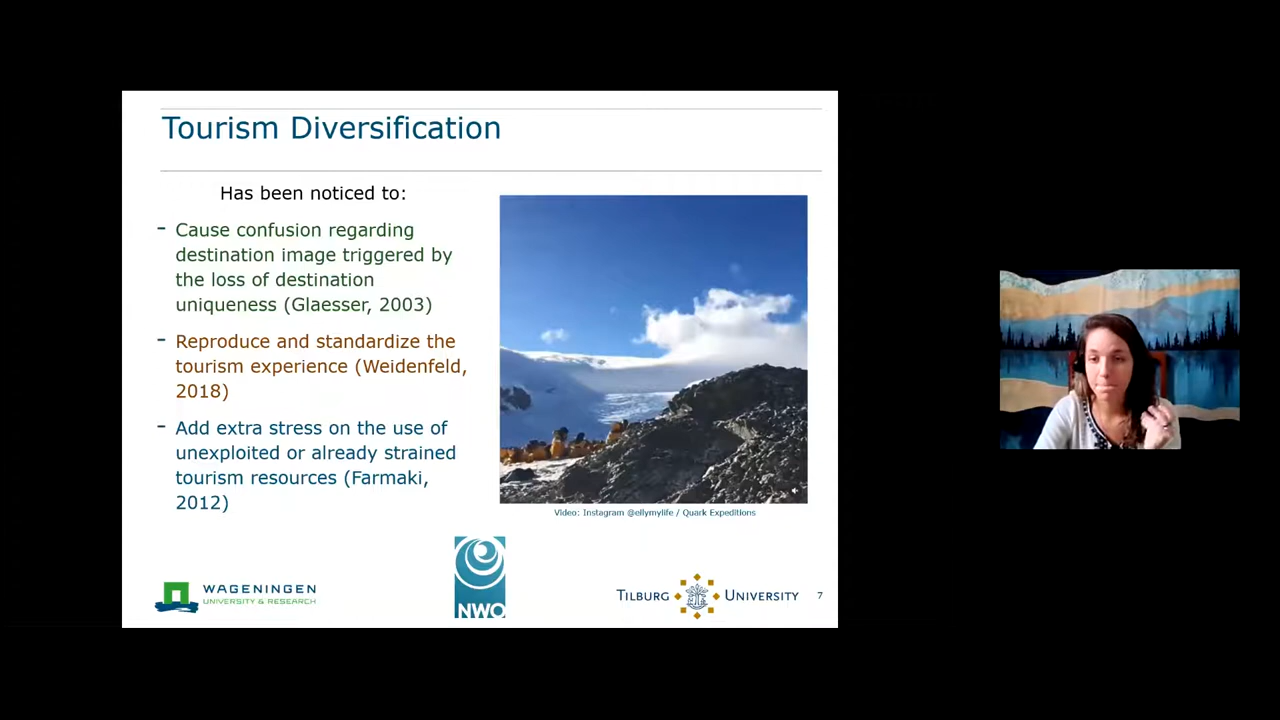 Tourism Diversification
Has been noticed to:
- Cause confusion regarding
destination image triggered by
the loss of destination
uniqueness (Glaesser, 2003)
- Reproduce and standardize the
tourism experience (Weidenfeld,
2018)
- Add extra stress on the use of
unexploited or already strained
tourism resources (Farmaki,
2012)
Video: Instagram @ellymylife / Quark Expeditions
WAGENINGEN
UNIVERSITY & RESEARCH
NWO
TILBURG UNIVERSITY
7